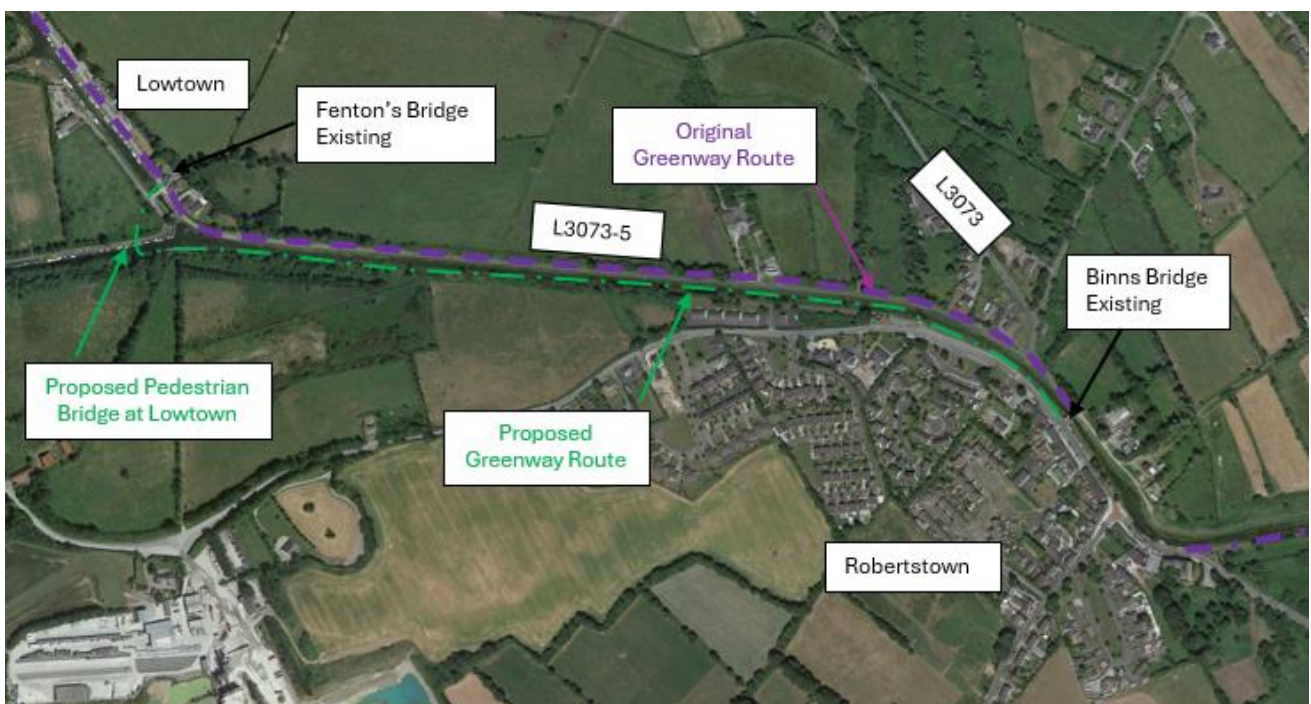 Lowtown
Fenton's Bridge
Existing
Original
Greenway Route
L3073
L3073-5
Binns Bridge
Existing
Proposed Pedestrian
Bridge at Lowtown
Proposed
Greenway Route
Robertstown